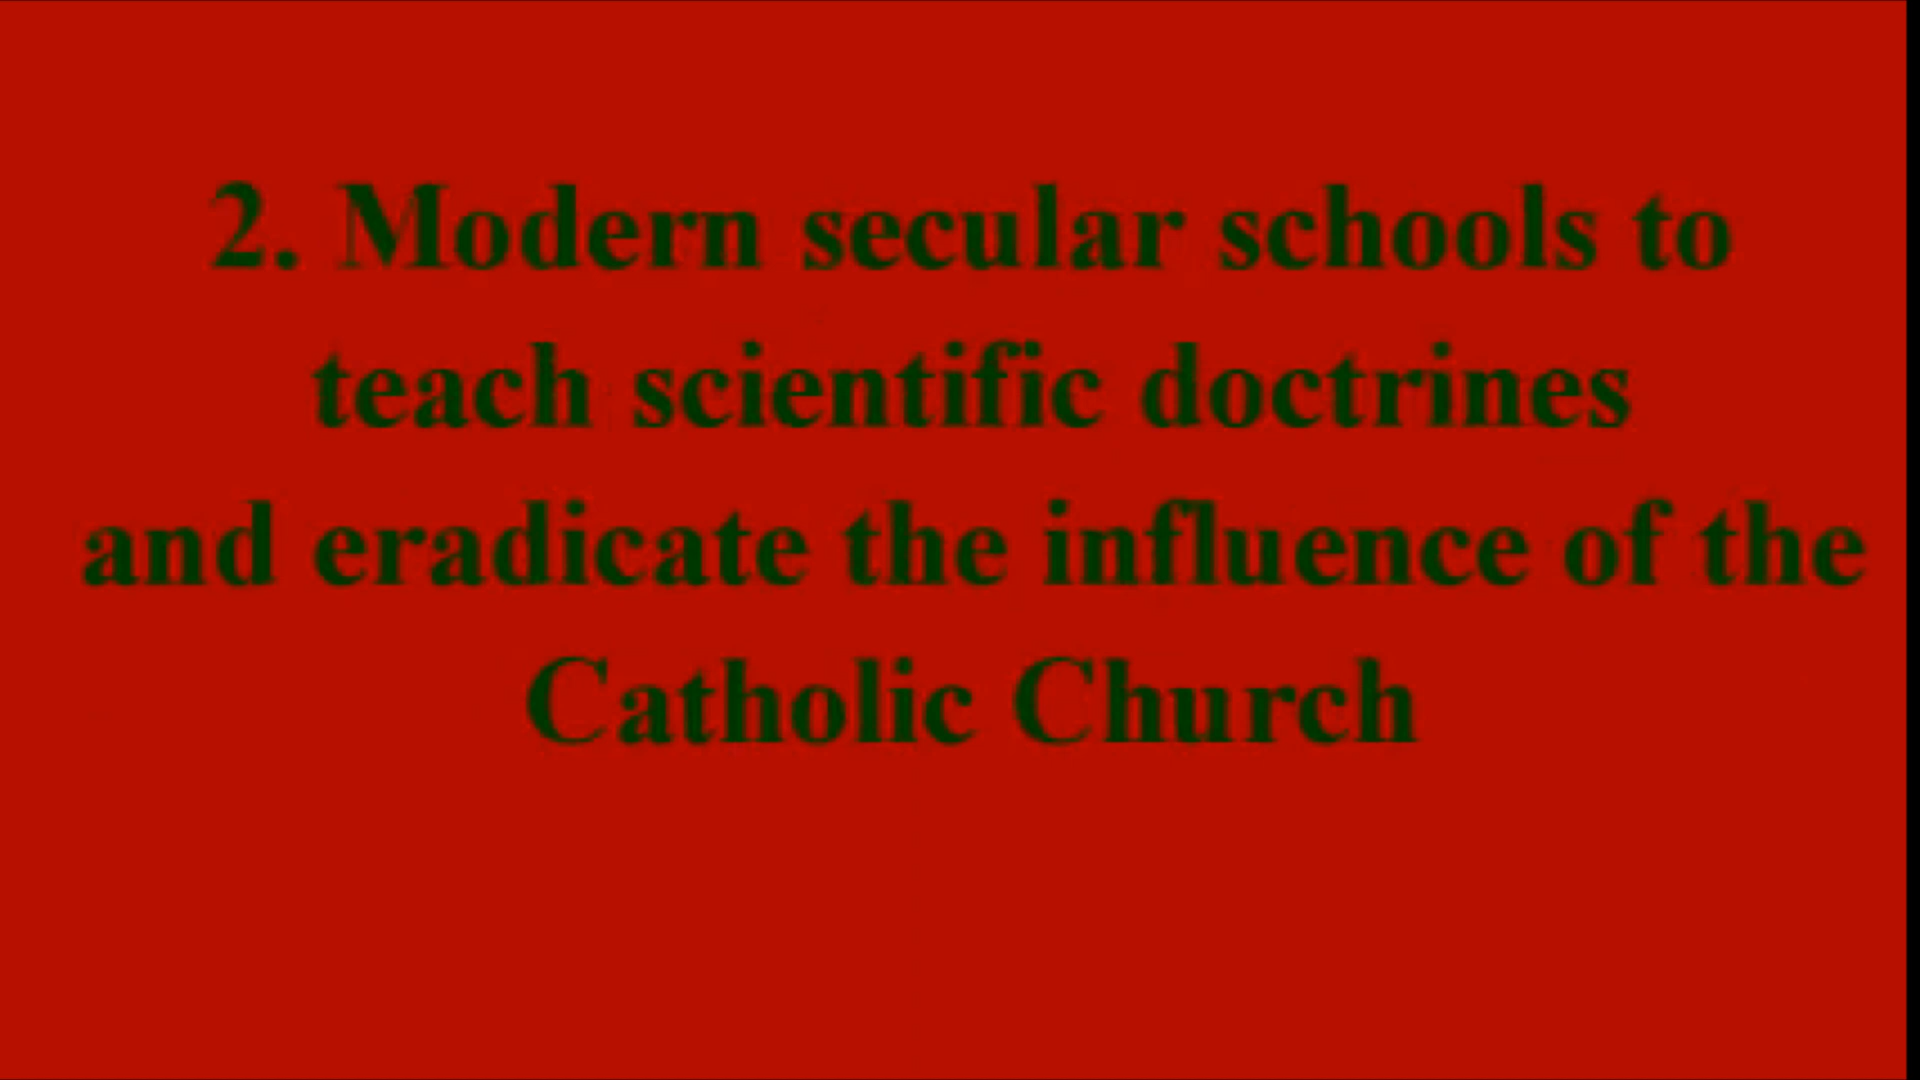 2. Modern secular schools to
teach scientific doctrines
and eradicate the influence of the
Catholic Church